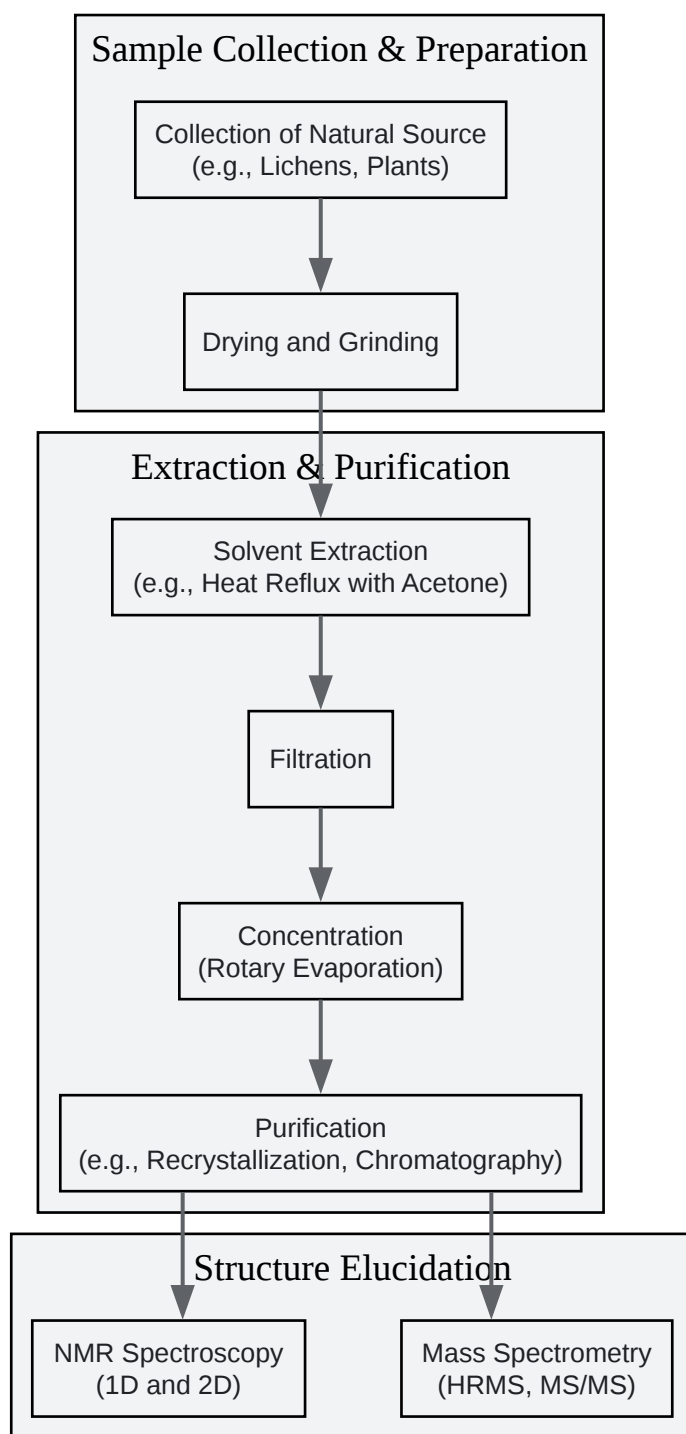 Sample Collection & Preparation
Collection of Natural Source
(e.g., Lichens, Plants)
Drying and Grinding
Extraction & Purification
Solvent Extraction
(e.g., Heat Reflux with Acetone)
Filtration
Concentration
(Rotary Evaporation)
Purification
(e.g., Recrystallization, Chromatography)
Structure Elucidation
NMR Spectroscopy
(1D and 2D)
Mass Spectrometry
(HRMS, MS/MS)